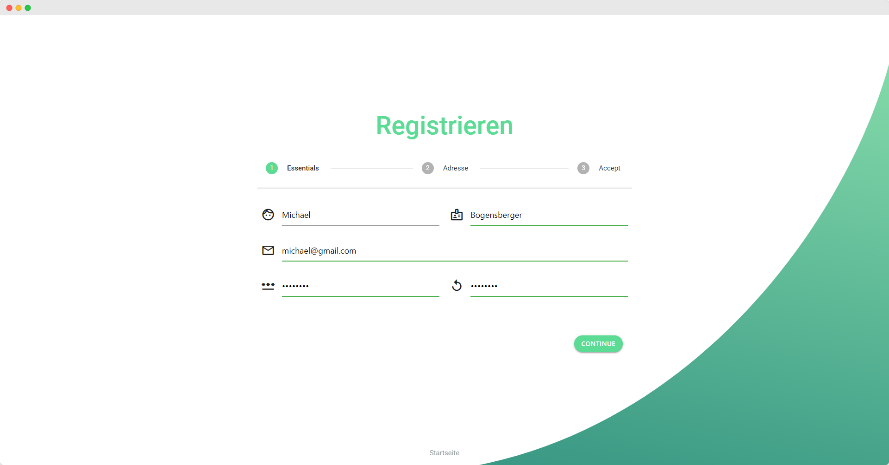 Registrieren
1 Essentials 2 Adresse 3 Accept
Michael Bogensberger
michael@gmail.com
•••••••• ••••••••
CONTINUE
Startseite